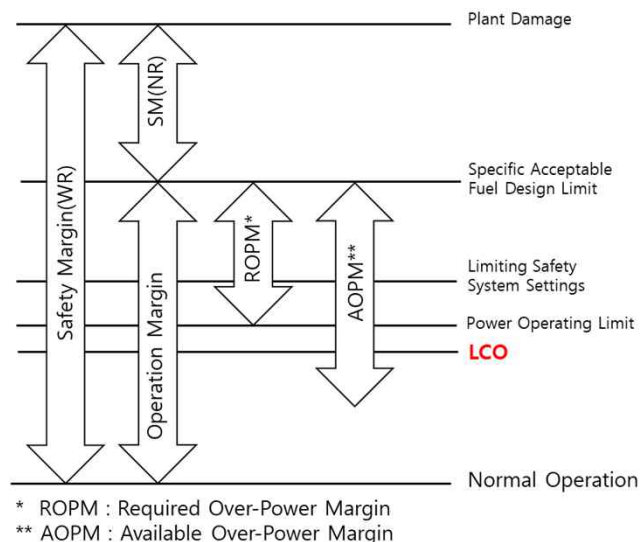 Plant Damage
SM(NR)
Safety Margin(WR)
Specific Acceptable
Fuel Design Limit
ROPM*
AOPM**
Operation Margin
Limiting Safety
System Settings
Power Operating Limit
LCO
Normal Operation
* ROPM : Required Over-Power Margin
** AOPM : Available Over-Power Margin